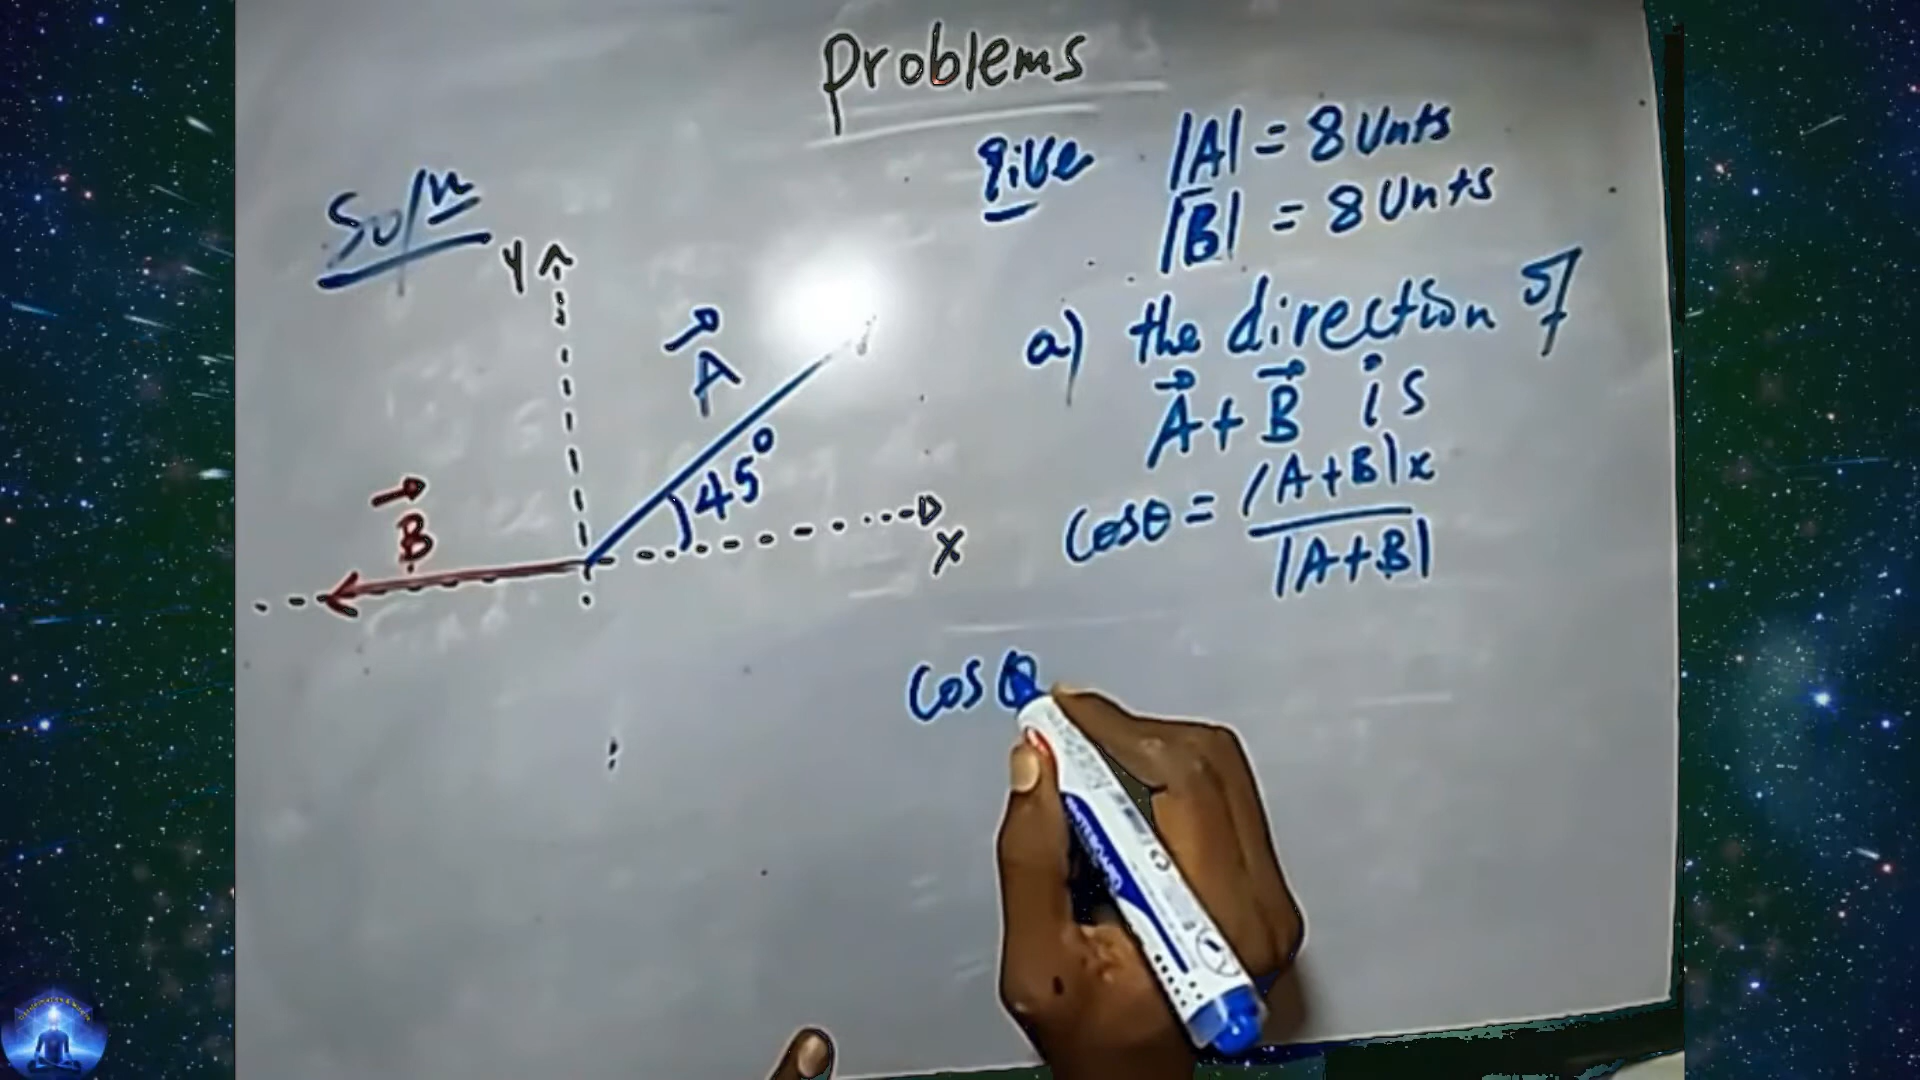 Problems
Soln
Y
A
45°
B
X
give |A| = 8 Unts
|B| = 8 Unts
a) the direction of
A + B is
Cosθ = |A+B|x
|A+B|
Cos θ